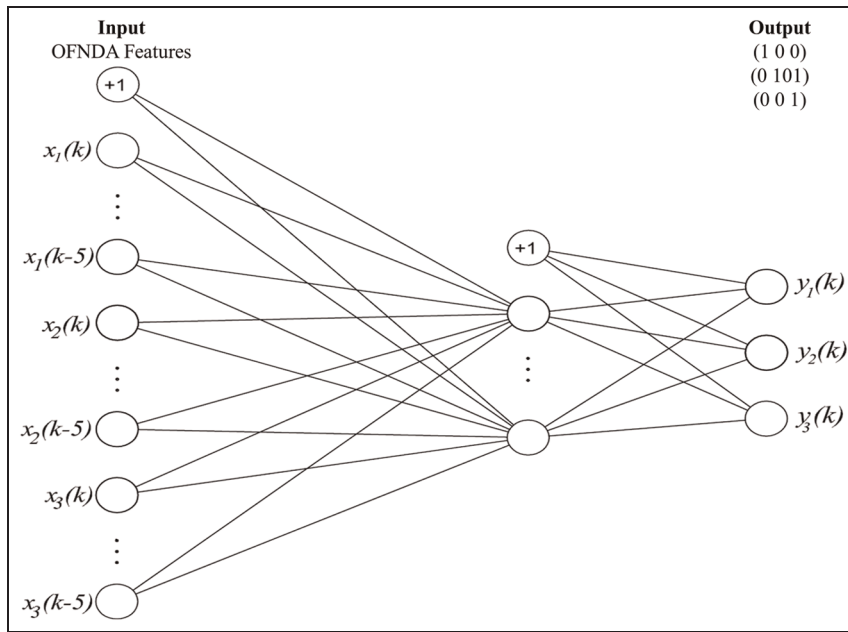 Input
OFNDA Features
Output
(1 0 0)
(0 101)
(0 0 1)
+1
x₁(k)
⋮
x₁(k-5)
+1
x₂(k)
⋮
x₂(k-5)
x₃(k)
⋮
x₃(k-5)
⋮
y₁(k)
y₂(k)
y₃(k)